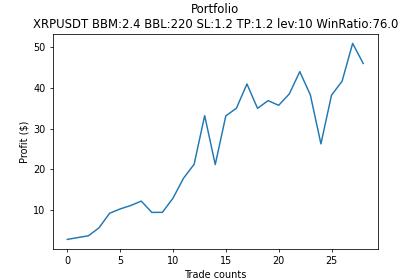 Portfolio
XRPUSDT BBM:2.4 BBL:220 SL:1.2 TP:1.2 lev:10 WinRatio:76.0
50
40
30
20
10
Profit ($)
0 5 10 15 20 25
Trade counts